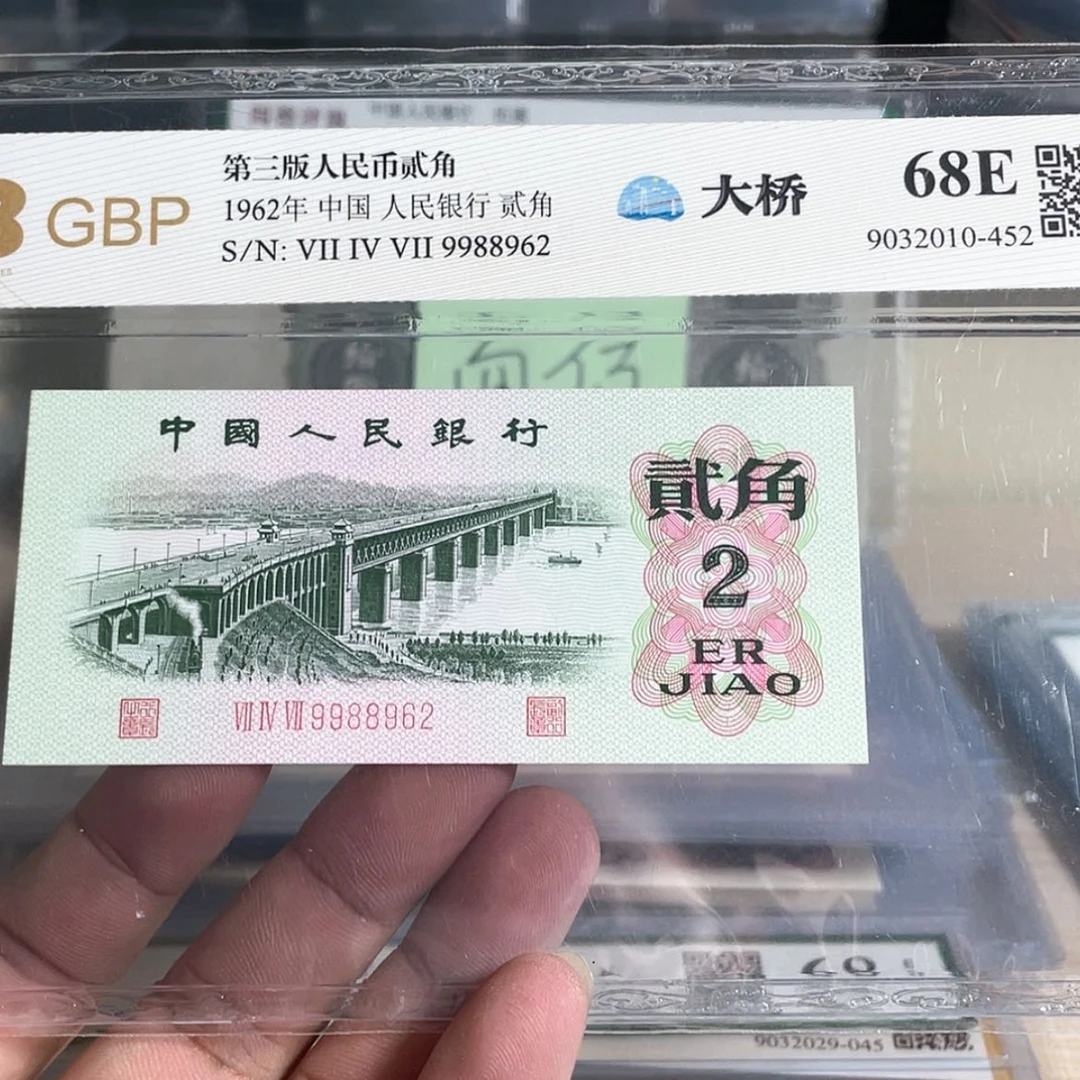 GBP
第三版人民币贰角
1962年 中国 人民银行 贰角
S/N: VII IV VII 9988962
大桥
68E
9032010-452
中國人民銀行
貳角
2
ER
JIAO
VII IV VII 9988962
9032029-045